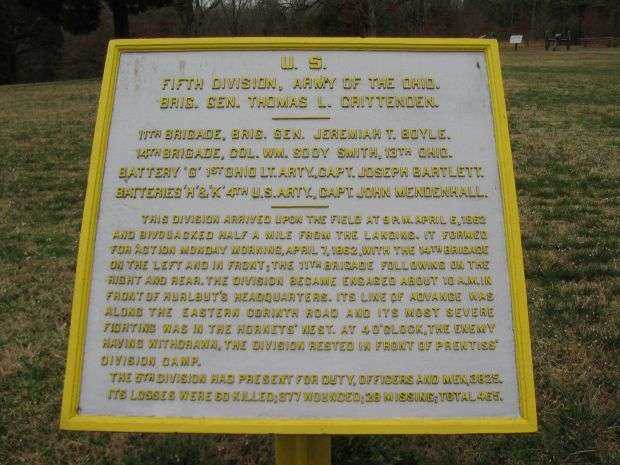 U. S.
FIFTH DIVISION, ARMY OF THE OHIO.
BRIG. GEN. THOMAS L. CRITTENDEN.
11TH BRIGADE, BRIG. GEN. JEREMIAH T. BOYLE.
14TH BRIGADE, COL. WM. SOOY SMITH, 13TH OHIO.
BATTERY "G" 1ST OHIO LT. ARTY., CAPT. JOSEPH BARTLETT.
BATTERIES "H" & "K" 4TH U.S. ARTY., CAPT. JOHN MENDENHALL.
THIS DIVISION ARRIVED UPON THE FIELD AT 9 P.M. APRIL 6, 1862
AND BIVOUACKED HALF A MILE FROM THE LANDING. IT FORMED
FOR ACTION MONDAY MORNING, APRIL 7, 1862, WITH THE 14TH BRIGADE
ON THE LEFT AND IN FRONT; THE 11TH BRIGADE FOLLOWING ON THE
RIGHT AND REAR. THE DIVISION BECAME ENGAGED ABOUT 10 A.M. IN
FRONT OF HURLBUT'S HEADQUARTERS. ITS LINE OF ADVANCE WAS
ALONG THE EASTERN CORINTH ROAD AND ITS MOST SEVERE
FIGHTING WAS IN THE HORNETS' NEST. AT 4 O'CLOCK, THE ENEMY
HAVING WITHDRAWN, THE DIVISION RESTED IN FRONT OF PRENTISS'
DIVISION CAMP.
THE 5TH DIVISION HAD PRESENT FOR DUTY, OFFICERS AND MEN, 3825.
ITS LOSSES WERE 60 KILLED; 377 WOUNDED; 28 MISSING; TOTAL 465.